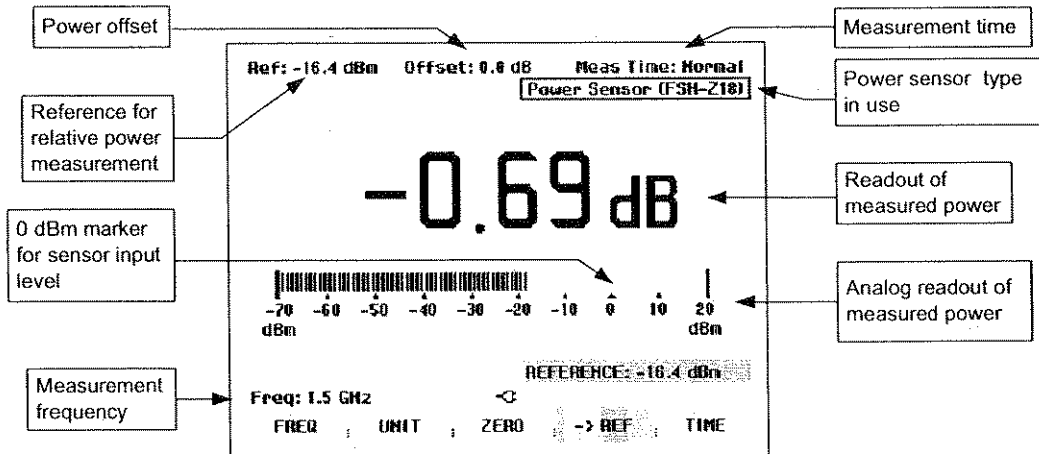 Power offset
Measurement time
Ref: -16.4 dBm Offset: 0.0 dB Meas Time: Normal
Power Sensor (FSH-Z18)
Power sensor type
in use
Reference for
relative power
measurement
-0.69 dB
Readout of
measured power
0 dBm marker
for sensor input
level
-70 -60 -50 -40 -30 -20 -10 0 10 20
dBm dBm
Analog readout of
measured power
REFERENCE: -16.4 dBm
Measurement
frequency
Freq: 1.5 GHz
FREQ UNIT ZERO -> REF TIME